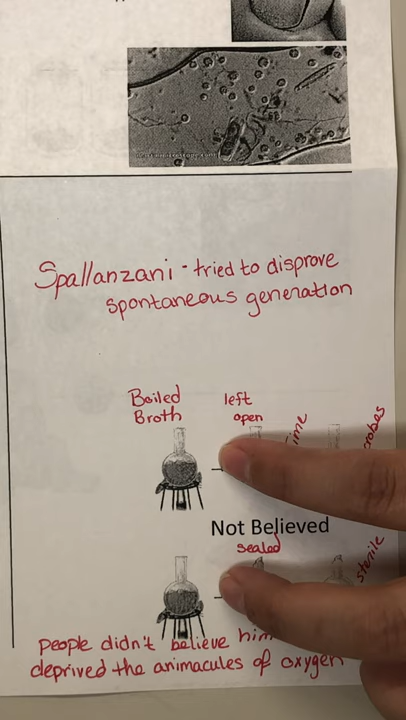 Spallanzani - tried to disprove
spontaneous generation
Boiled
Broth
left
open
Not Believed
sealed
sterile
people didn't believe him
deprived the animacules of oxygen